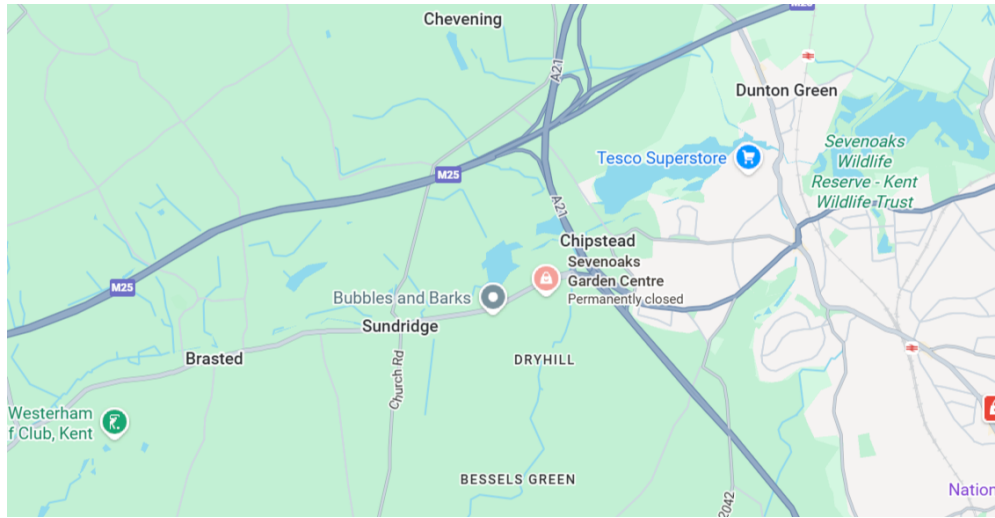 Chevening
M25
A21
Dunton Green
Tesco Superstore
Sevenoaks
Wildlife
Reserve - Kent
Wildlife Trust
M25
A21
Chipstead
Sevenoaks
Garden Centre
Permanently closed
M25
Bubbles and Barks
Sundridge
Brasted
DRYHILL
Church Rd
Westerham
f Club, Kent
BESSELS GREEN
2042
Nation